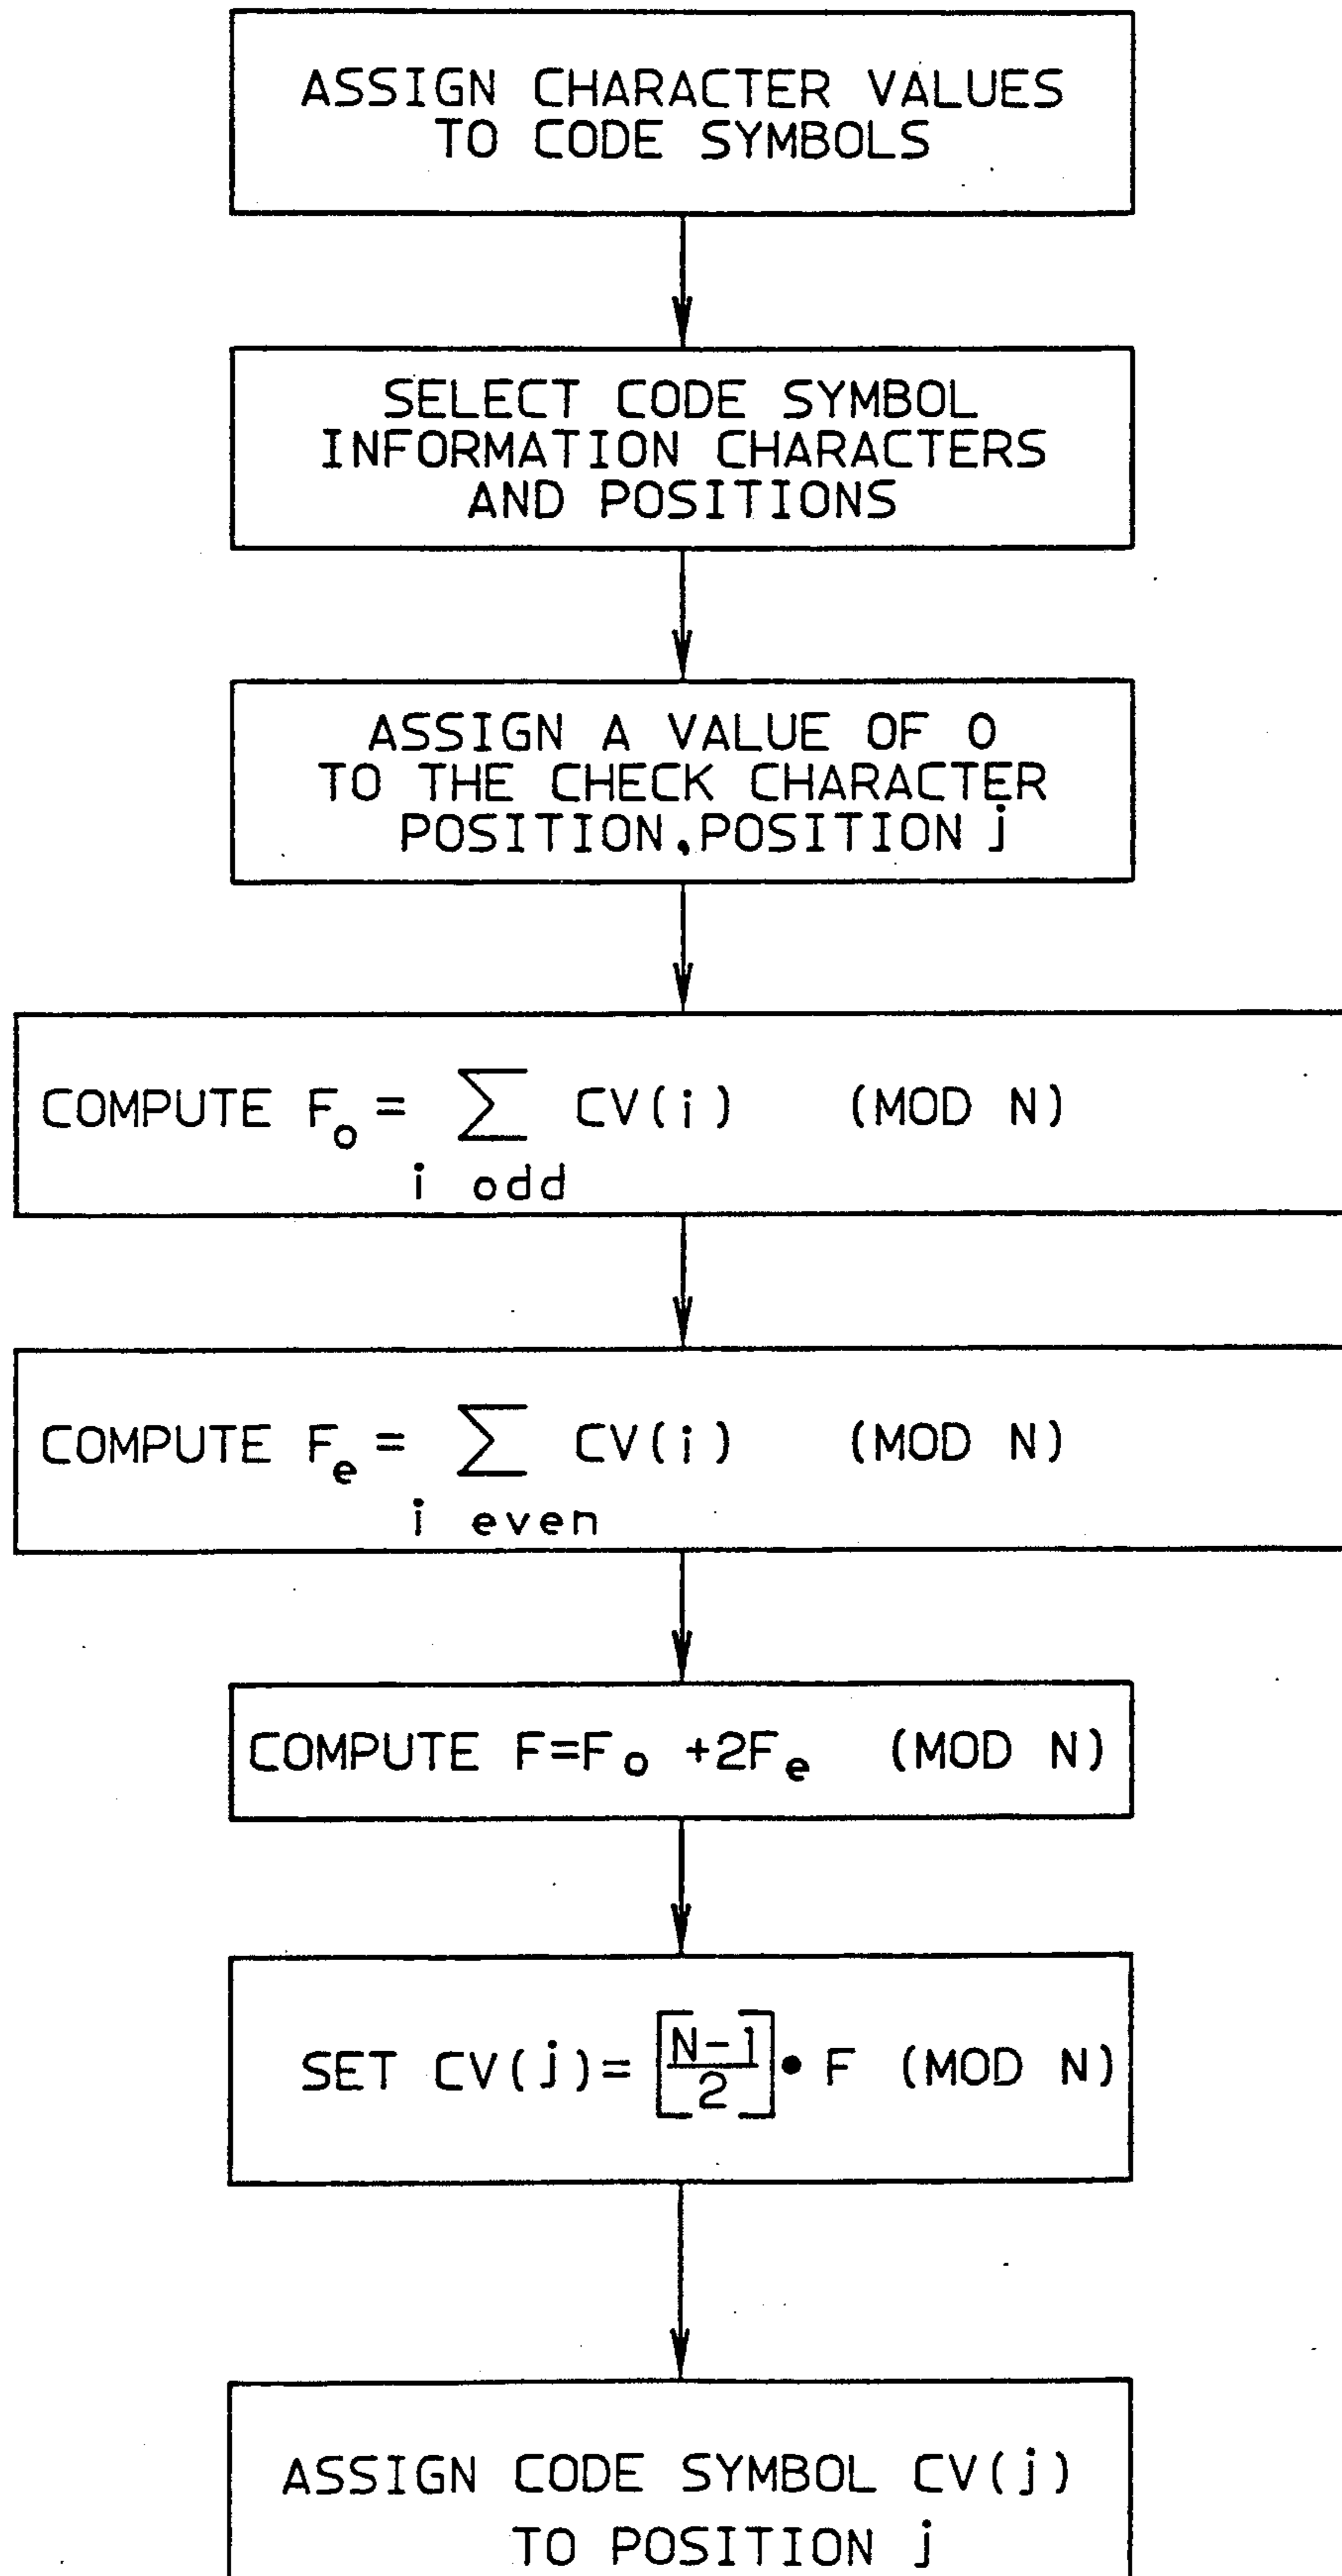 ASSIGN CHARACTER VALUES
TO CODE SYMBOLS
SELECT CODE SYMBOL
INFORMATION CHARACTERS
AND POSITIONS
ASSIGN A VALUE OF 0
TO THE CHECK CHARACTER
POSITION,POSITION j
COMPUTE Fo = ∑ CV(i) (MOD N)
i odd
COMPUTE Fe = ∑ CV(i) (MOD N)
i even
COMPUTE F=Fo +2Fe (MOD N)
SET CV(j)= [N-1/2]• F (MOD N)
ASSIGN CODE SYMBOL CV(j)
TO POSITION j